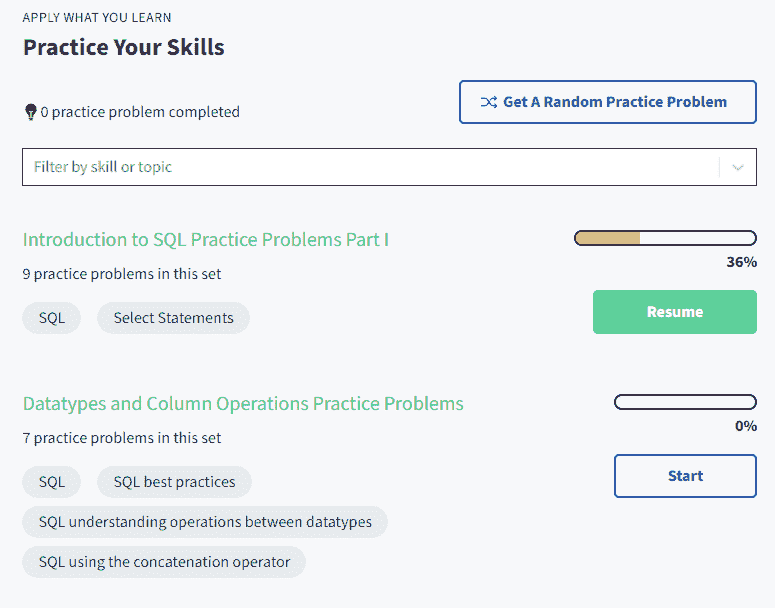 APPLY WHAT YOU LEARN
Practice Your Skills
0 practice problem completed
Get A Random Practice Problem
Filter by skill or topic
Introduction to SQL Practice Problems Part I
36%
9 practice problems in this set
SQL
Select Statements
Resume
Datatypes and Column Operations Practice Problems
0%
7 practice problems in this set
SQL
SQL best practices
Start
SQL understanding operations between datatypes
SQL using the concatenation operator